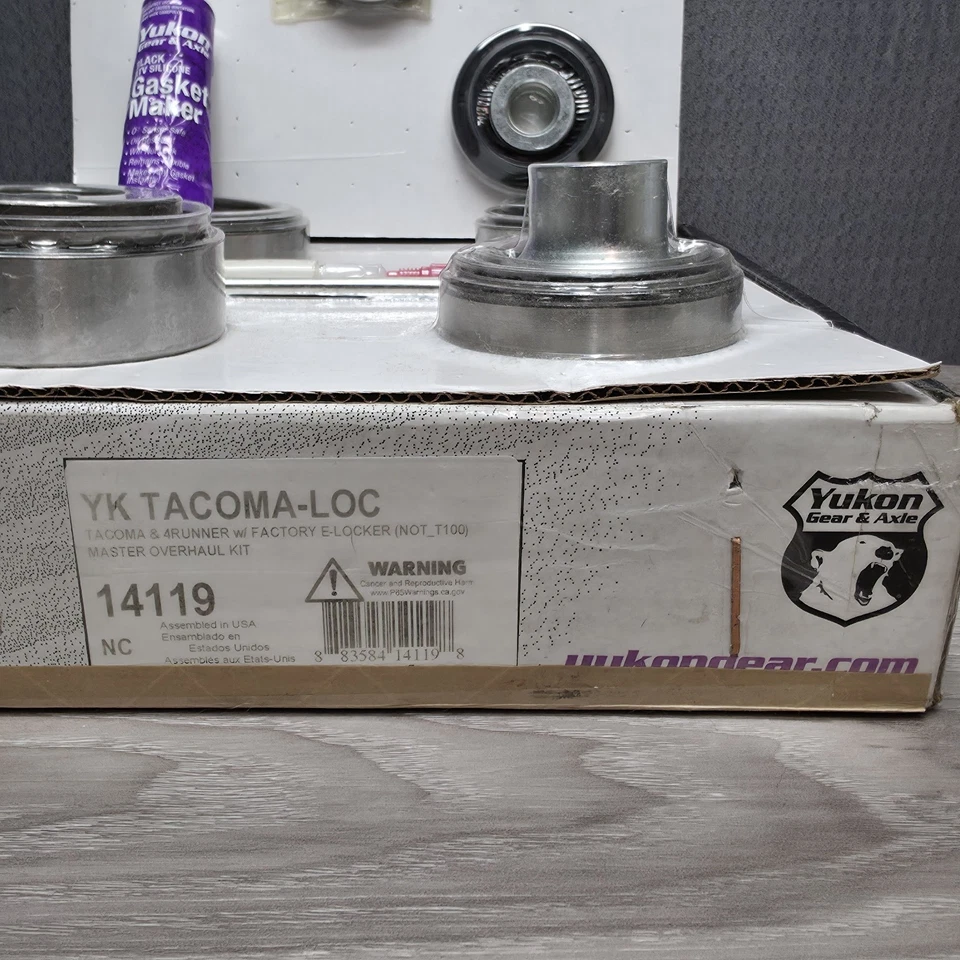 Yukon
Gear & Axle
BLACK
RTV SILICONE
Gasket
Maker
YK TACOMA-LOC
TACOMA & 4RUNNER w/ FACTORY E-LOCKER (NOT_T100)
MASTER OVERHAUL KIT
14119
NC
Assembled in USA
Ensamblado en
Estados Unidos
Assemblés aux Etats-Unis
WARNING
Cancer and Reproductive Harm
www.P65Warnings.ca.gov
8 83584 14119 8
Yukon
Gear & Axle
yukongear.com